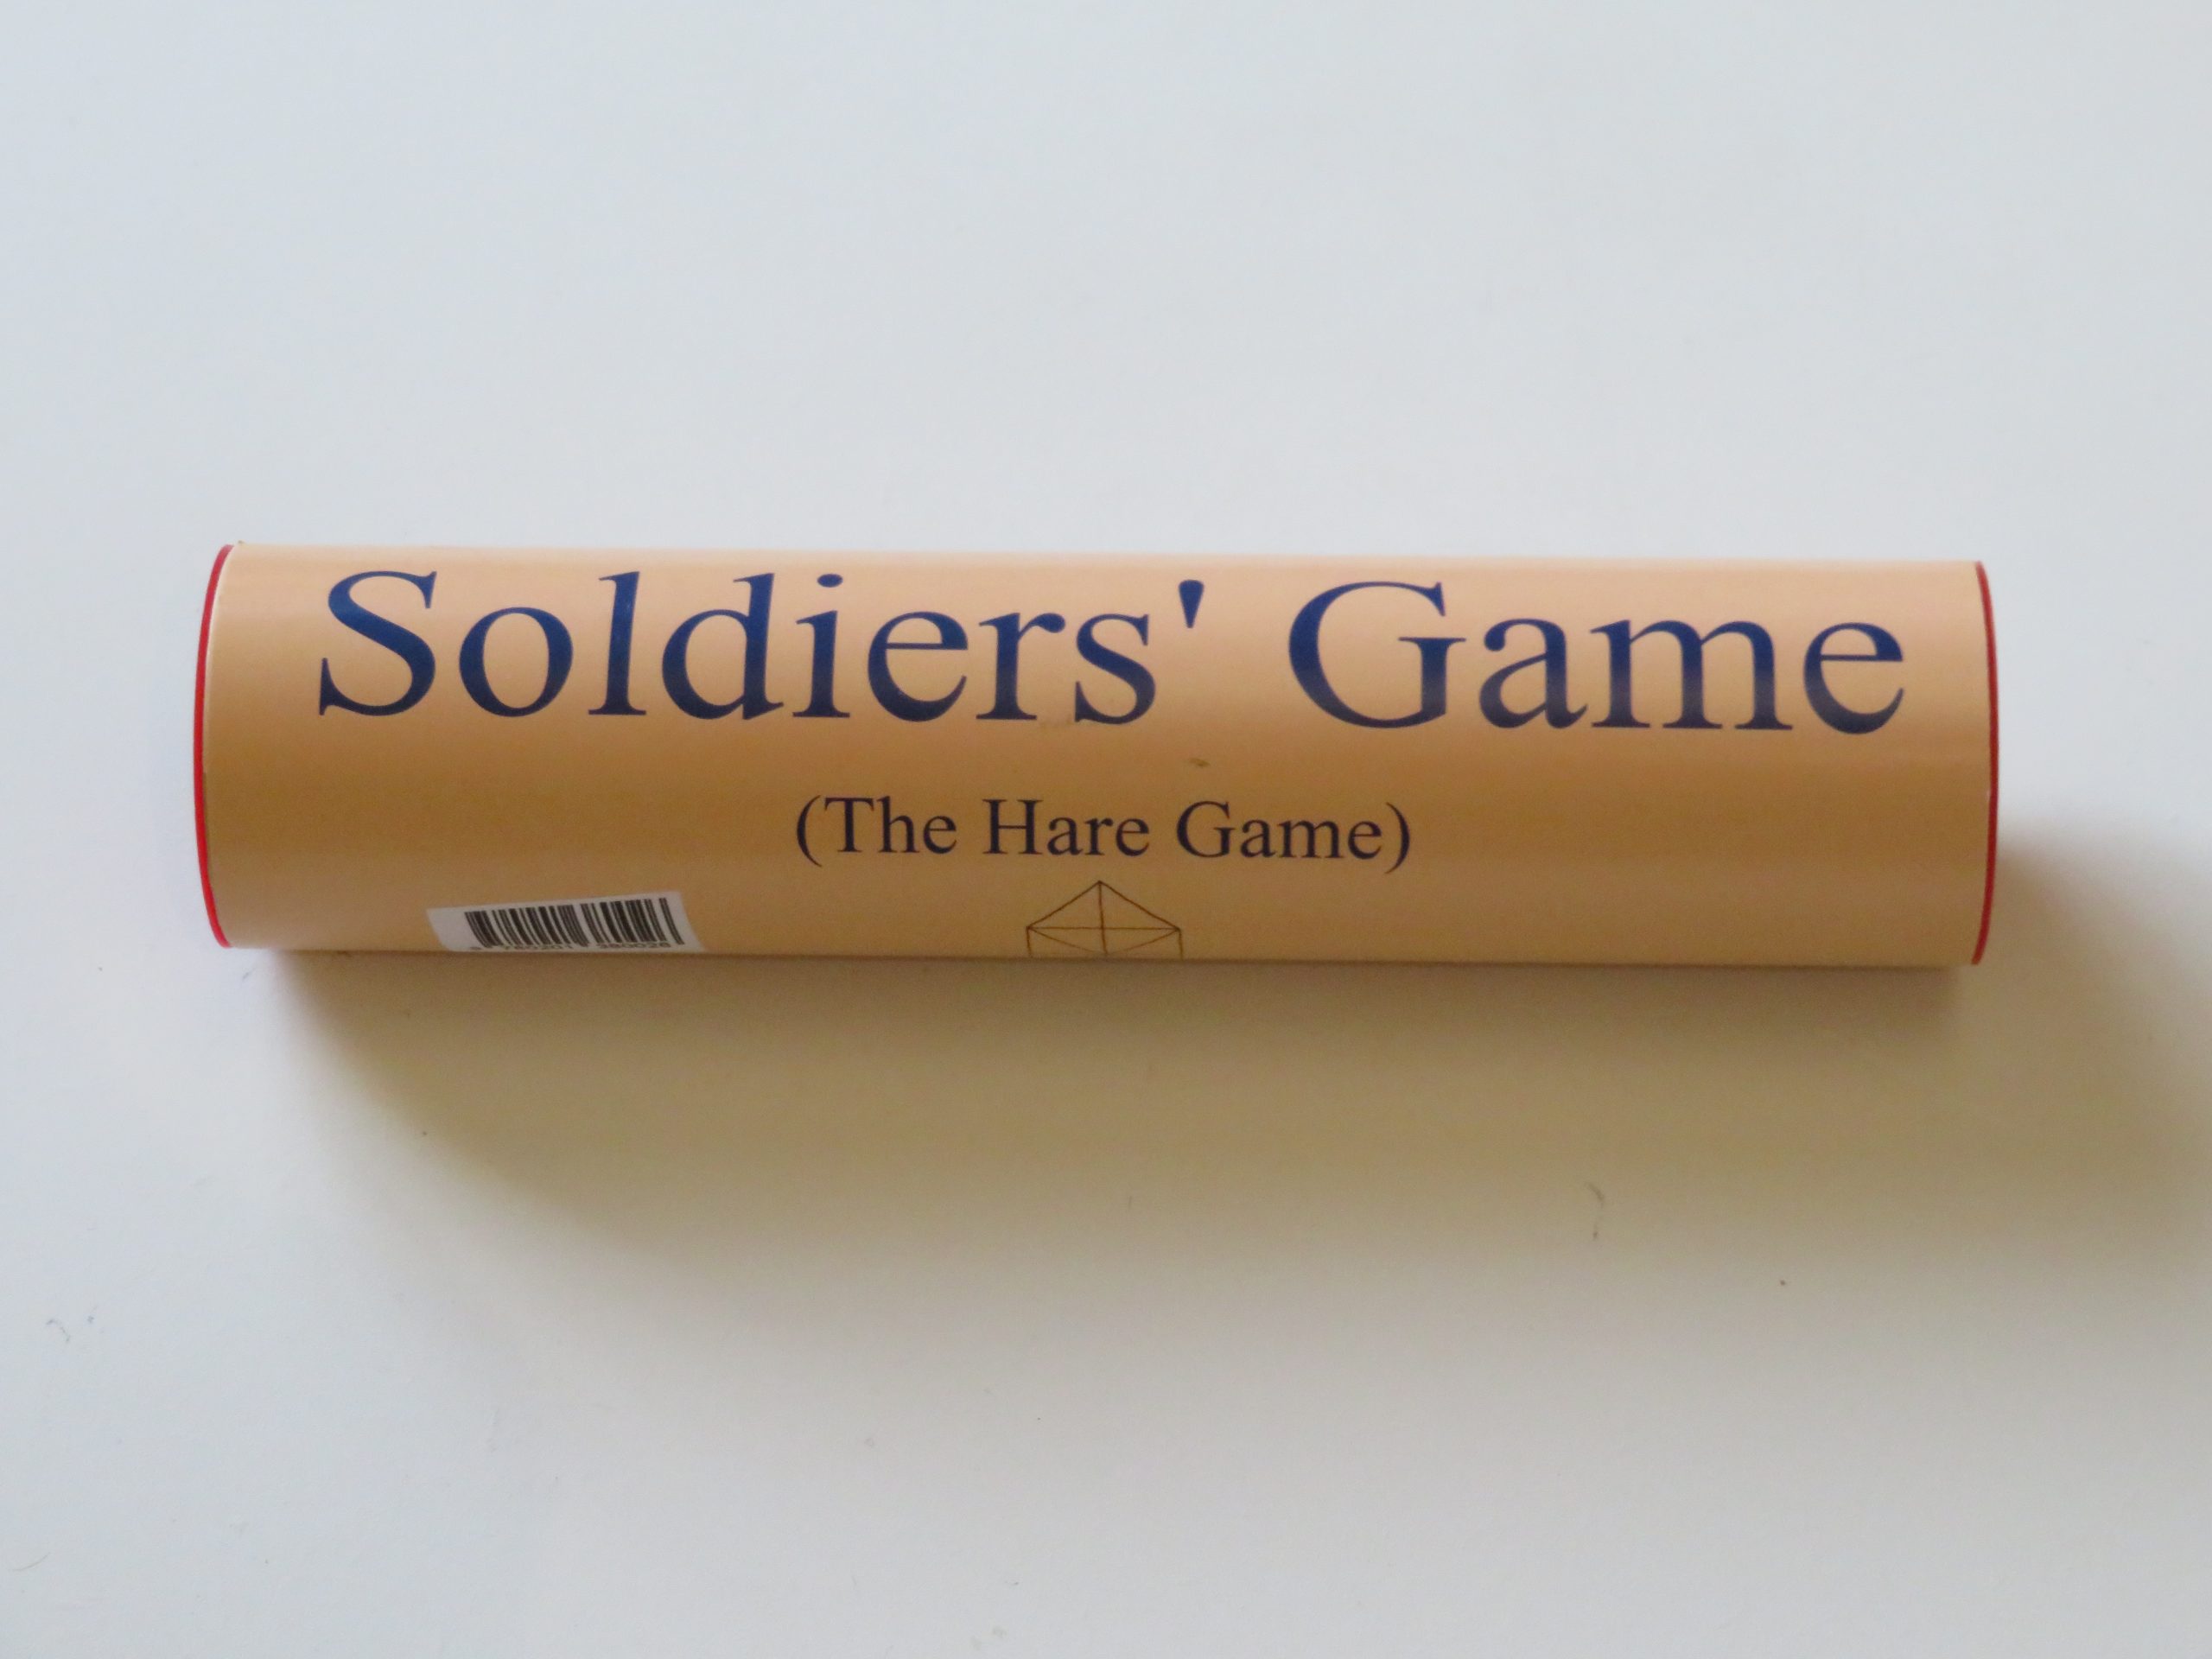 Soldiers' Game
(The Hare Game)